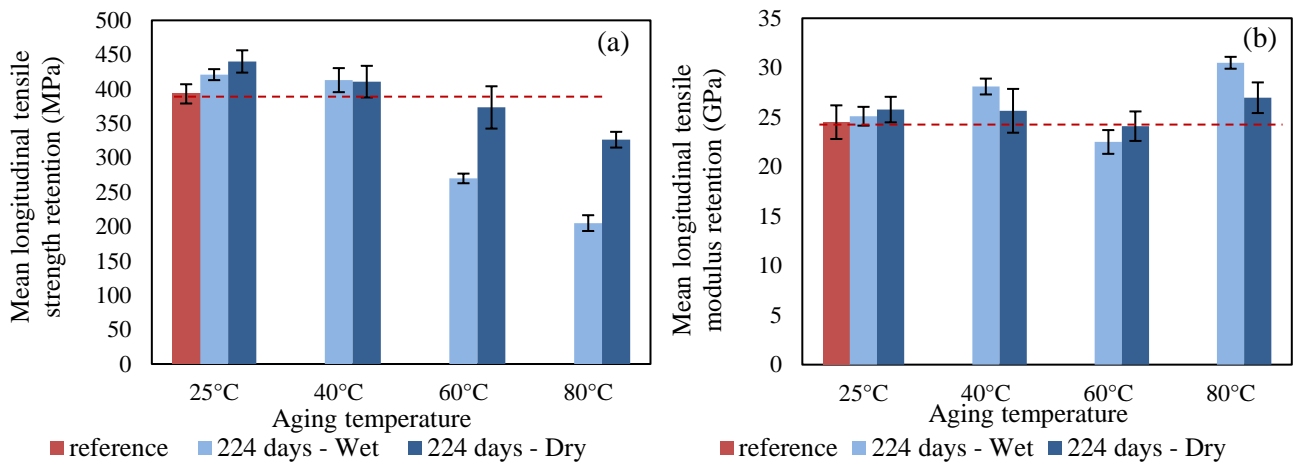 Mean longitudinal tensile
strength retention (MPa)
500
450
400
350
300
250
200
150
100
50
0
(a)
25°C 40°C 60°C 80°C
Aging temperature
reference 224 days - Wet 224 days - Dry
Mean longitudinal tensile
modulus retention (GPa)
35
30
25
20
15
10
5
0
(b)
25°C 40°C 60°C 80°C
Aging temperature
reference 224 days - Wet 224 days - Dry